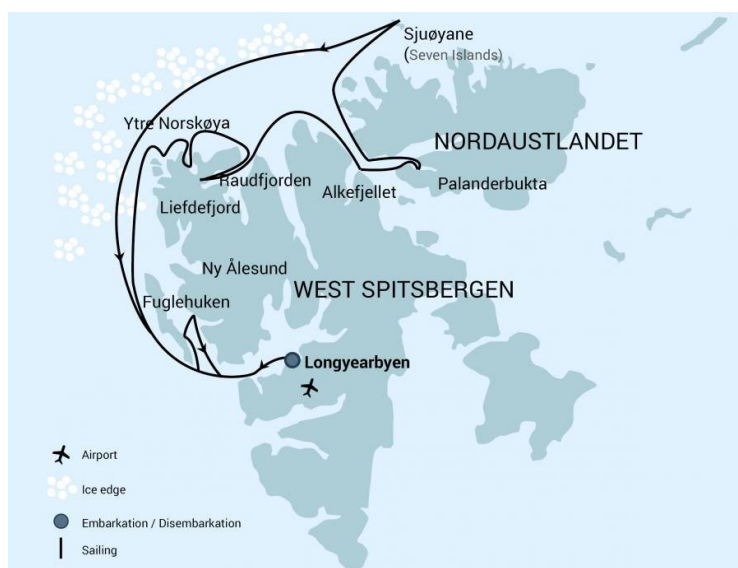 Sjuøyane
(Seven Islands)
Ytre Norskøya
NORDAUSTLANDET
Raudfjorden
Palanderbukta
Alkefjellet
Liefdefjord
Ny Ålesund
WEST SPITSBERGEN
Fuglehuken
Longyearbyen
Airport
Ice edge
Embarkation / Disembarkation
Sailing